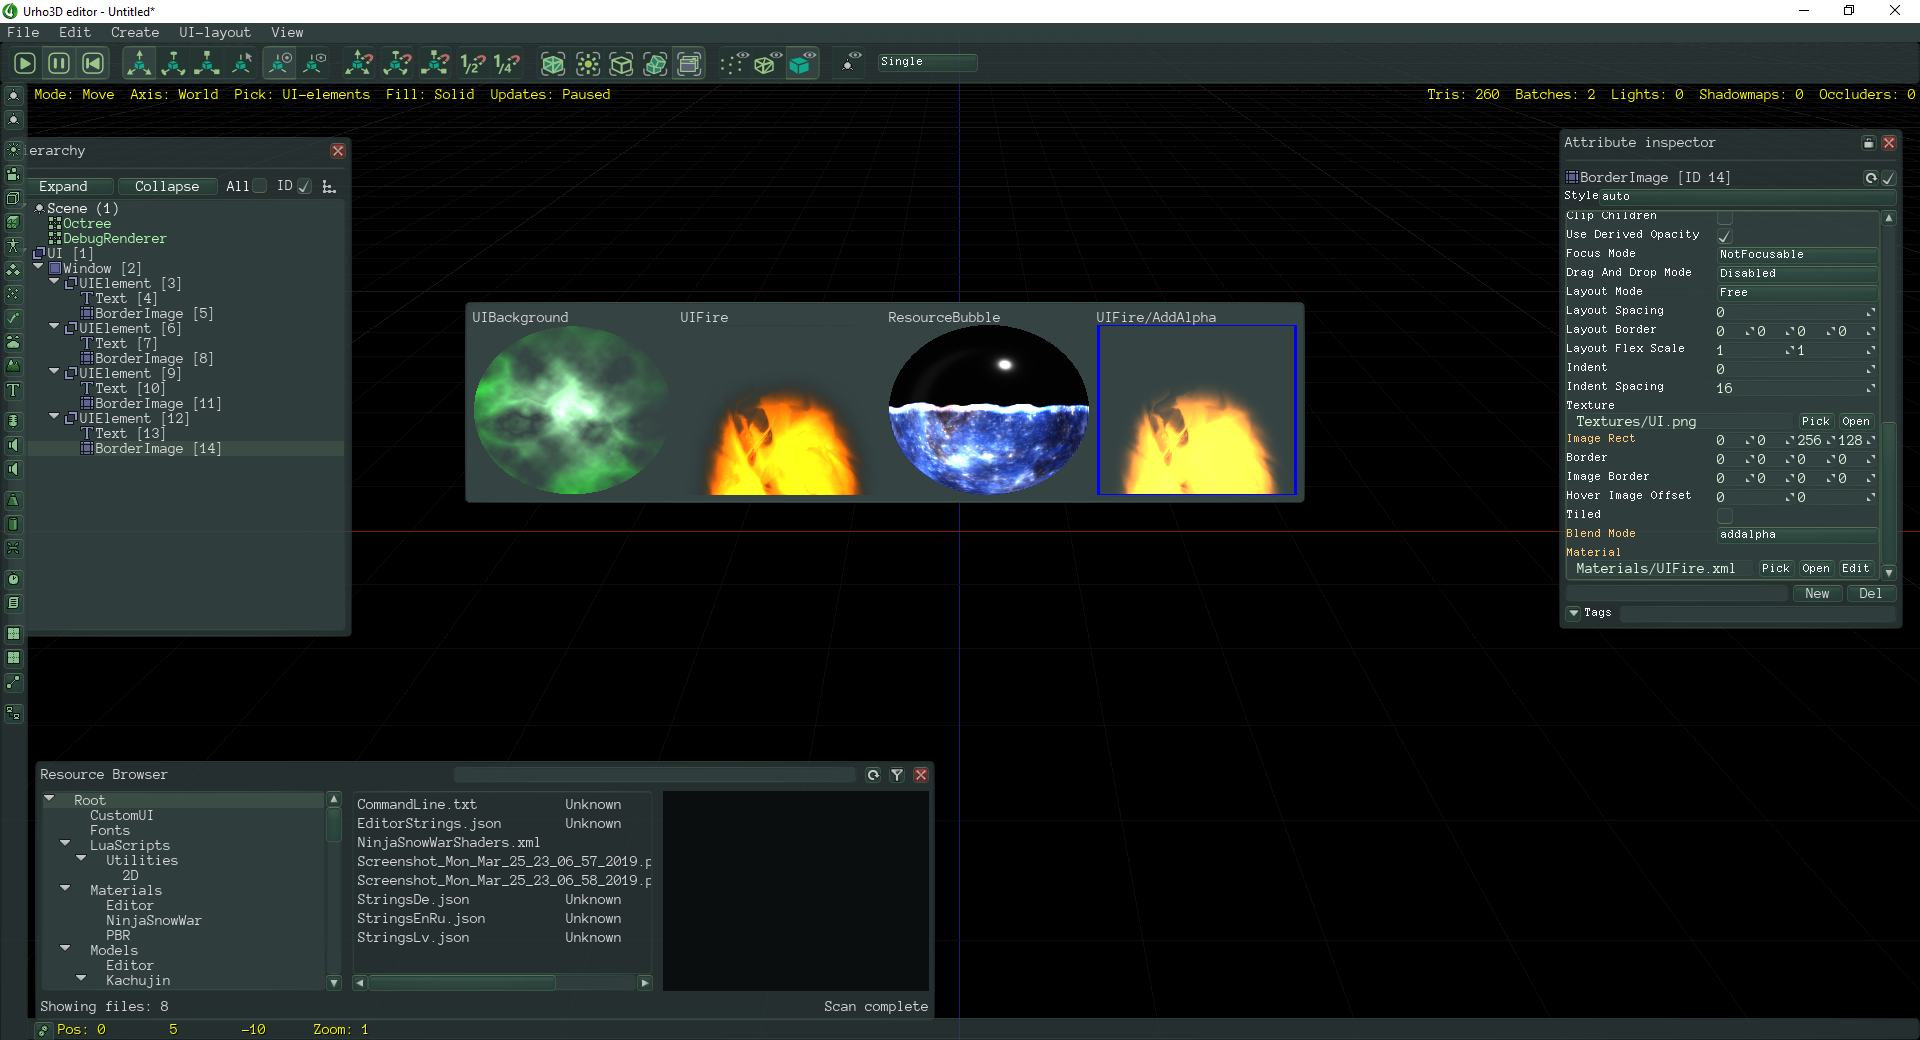 Urho3D editor - Untitled*
File Edit Create UI-layout View
1/2 1/4 Single
Mode: Move Axis: World Pick: UI-elements Fill: Solid Updates: Paused
Tris: 260 Batches: 2 Lights: 0 Shadowmaps: 0 Occluders: 0
erarchy
Expand Collapse All ID
Scene (1)
Octree
DebugRenderer
UI [1]
Window [2]
UIElement [3]
Text [4]
BorderImage [5]
UIElement [6]
Text [7]
BorderImage [8]
UIElement [9]
Text [10]
BorderImage [11]
UIElement [12]
Text [13]
BorderImage [14]
UIBackground UIFire ResourceBubble UIFire/AddAlpha
Attribute inspector
BorderImage [ID 14]
Style auto
Clip Children
Use Derived Opacity
Focus Mode NotFocusable
Drag And Drop Mode Disabled
Layout Mode Free
Layout Spacing 0
Layout Border 0 0 0 0
Layout Flex Scale 1 1
Indent 0
Indent Spacing 16
Texture
Textures/UI.png Pick Open
Image Rect 0 0 256 128
Border 0 0 0 0
Image Border 0 0 0 0
Hover Image Offset 0 0
Tiled
Blend Mode addalpha
Material
Materials/UIFire.xml Pick Open Edit
New Del
Tags
Resource Browser
Root
CustomUI
Fonts
LuaScripts
Utilities
2D
Materials
Editor
NinjaSnowWar
PBR
Models
Editor
Kachujin
CommandLine.txt Unknown
EditorStrings.json Unknown
NinjaSnowWarShaders.xml
Screenshot_Mon_Mar_25_23_06_57_2019.p
Screenshot_Mon_Mar_25_23_06_58_2019.p
StringsDe.json Unknown
StringsEnRu.json Unknown
StringsLv.json Unknown
Showing files: 8 Scan complete
Pos: 0 5 -10 Zoom: 1